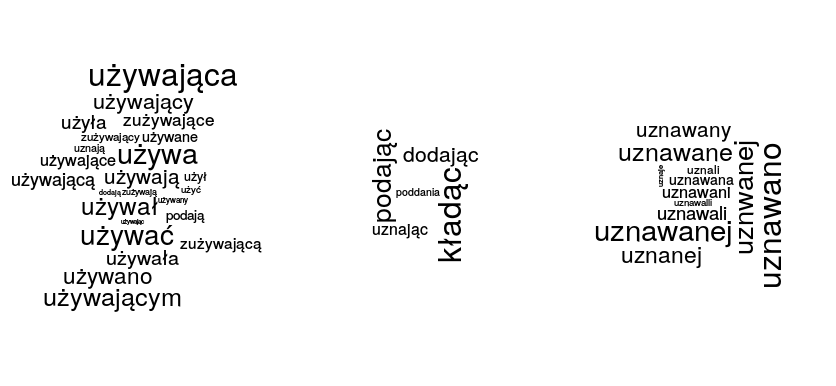 używająca
używający
użyła zużywające
zużywający używane
uznają
używające używa
używającą używają użył
dodają zużywają użyć
używany
używał podają
używając
używać zużywającą
używała
używano
używającym
podając
dodając
poddania
kładąc
uznając
uznawany
uznawane
uznali
uznawana
uznawani
uznawalli
uznawali
uznawanej
uznanej
uznwanej
uznawano